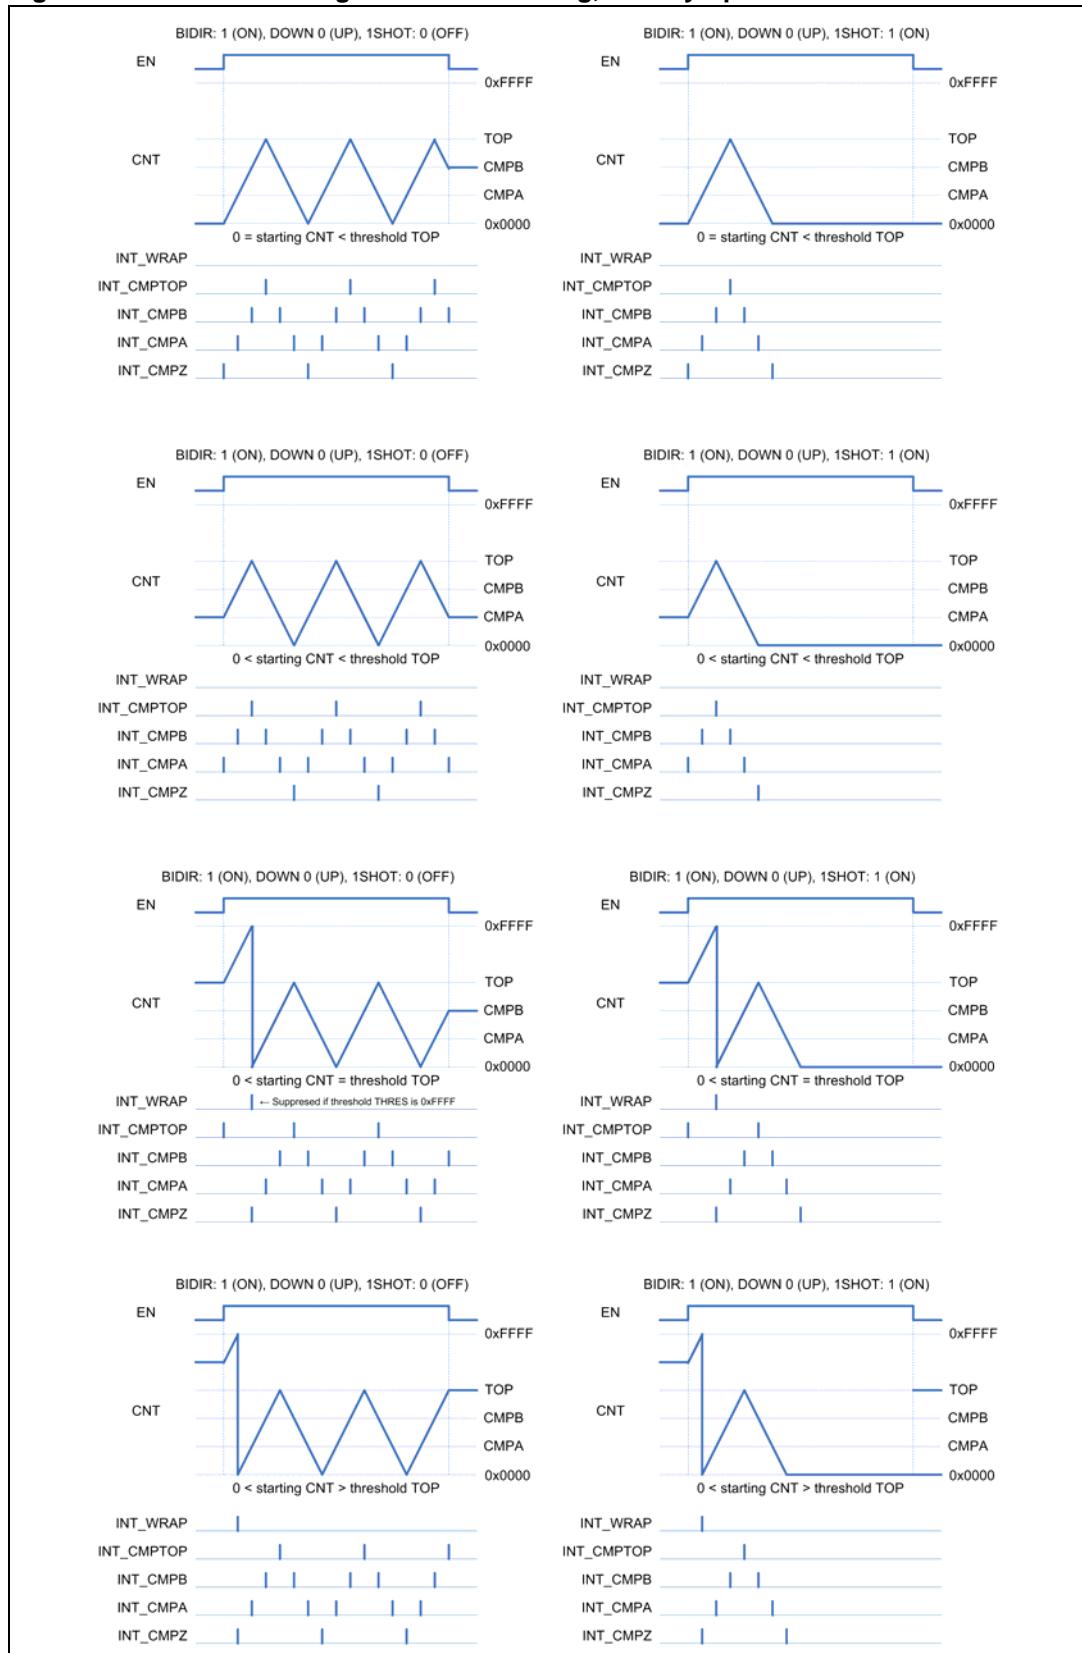 BIDIR: 1 (ON), DOWN 0 (UP), 1SHOT: 0 (OFF)
EN
0xFFFF
TOP
CNT
CMPB
CMPA
0x0000
0 = starting CNT < threshold TOP
INT_WRAP
INT_CMPTOP
INT_CMPB
INT_CMPA
INT_CMPZ
BIDIR: 1 (ON), DOWN 0 (UP), 1SHOT: 1 (ON)
EN
0xFFFF
TOP
CNT
CMPB
CMPA
0x0000
0 = starting CNT < threshold TOP
INT_WRAP
INT_CMPTOP
INT_CMPB
INT_CMPA
INT_CMPZ
BIDIR: 1 (ON), DOWN 0 (UP), 1SHOT: 0 (OFF)
EN
0xFFFF
TOP
CNT
CMPB
CMPA
0x0000
0 < starting CNT < threshold TOP
INT_WRAP
INT_CMPTOP
INT_CMPB
INT_CMPA
INT_CMPZ
BIDIR: 1 (ON), DOWN 0 (UP), 1SHOT: 1 (ON)
EN
0xFFFF
TOP
CNT
CMPB
CMPA
0x0000
0 < starting CNT < threshold TOP
INT_WRAP
INT_CMPTOP
INT_CMPB
INT_CMPA
INT_CMPZ
BIDIR: 1 (ON), DOWN 0 (UP), 1SHOT: 0 (OFF)
EN
0xFFFF
TOP
CNT
CMPB
CMPA
0x0000
0 < starting CNT = threshold TOP
INT_WRAP
← Suppresed if threshold THRES is 0xFFFF
INT_CMPTOP
INT_CMPB
INT_CMPA
INT_CMPZ
BIDIR: 1 (ON), DOWN 0 (UP), 1SHOT: 1 (ON)
EN
0xFFFF
TOP
CNT
CMPB
CMPA
0x0000
0 < starting CNT = threshold TOP
INT_WRAP
INT_CMPTOP
INT_CMPB
INT_CMPA
INT_CMPZ
BIDIR: 1 (ON), DOWN 0 (UP), 1SHOT: 0 (OFF)
EN
0xFFFF
TOP
CNT
CMPB
CMPA
0x0000
0 < starting CNT > threshold TOP
INT_WRAP
INT_CMPTOP
INT_CMPB
INT_CMPA
INT_CMPZ
BIDIR: 1 (ON), DOWN 0 (UP), 1SHOT: 1 (ON)
EN
0xFFFF
TOP
CNT
CMPB
CMPA
0x0000
0 < starting CNT > threshold TOP
INT_WRAP
INT_CMPTOP
INT_CMPB
INT_CMPA
INT_CMPZ